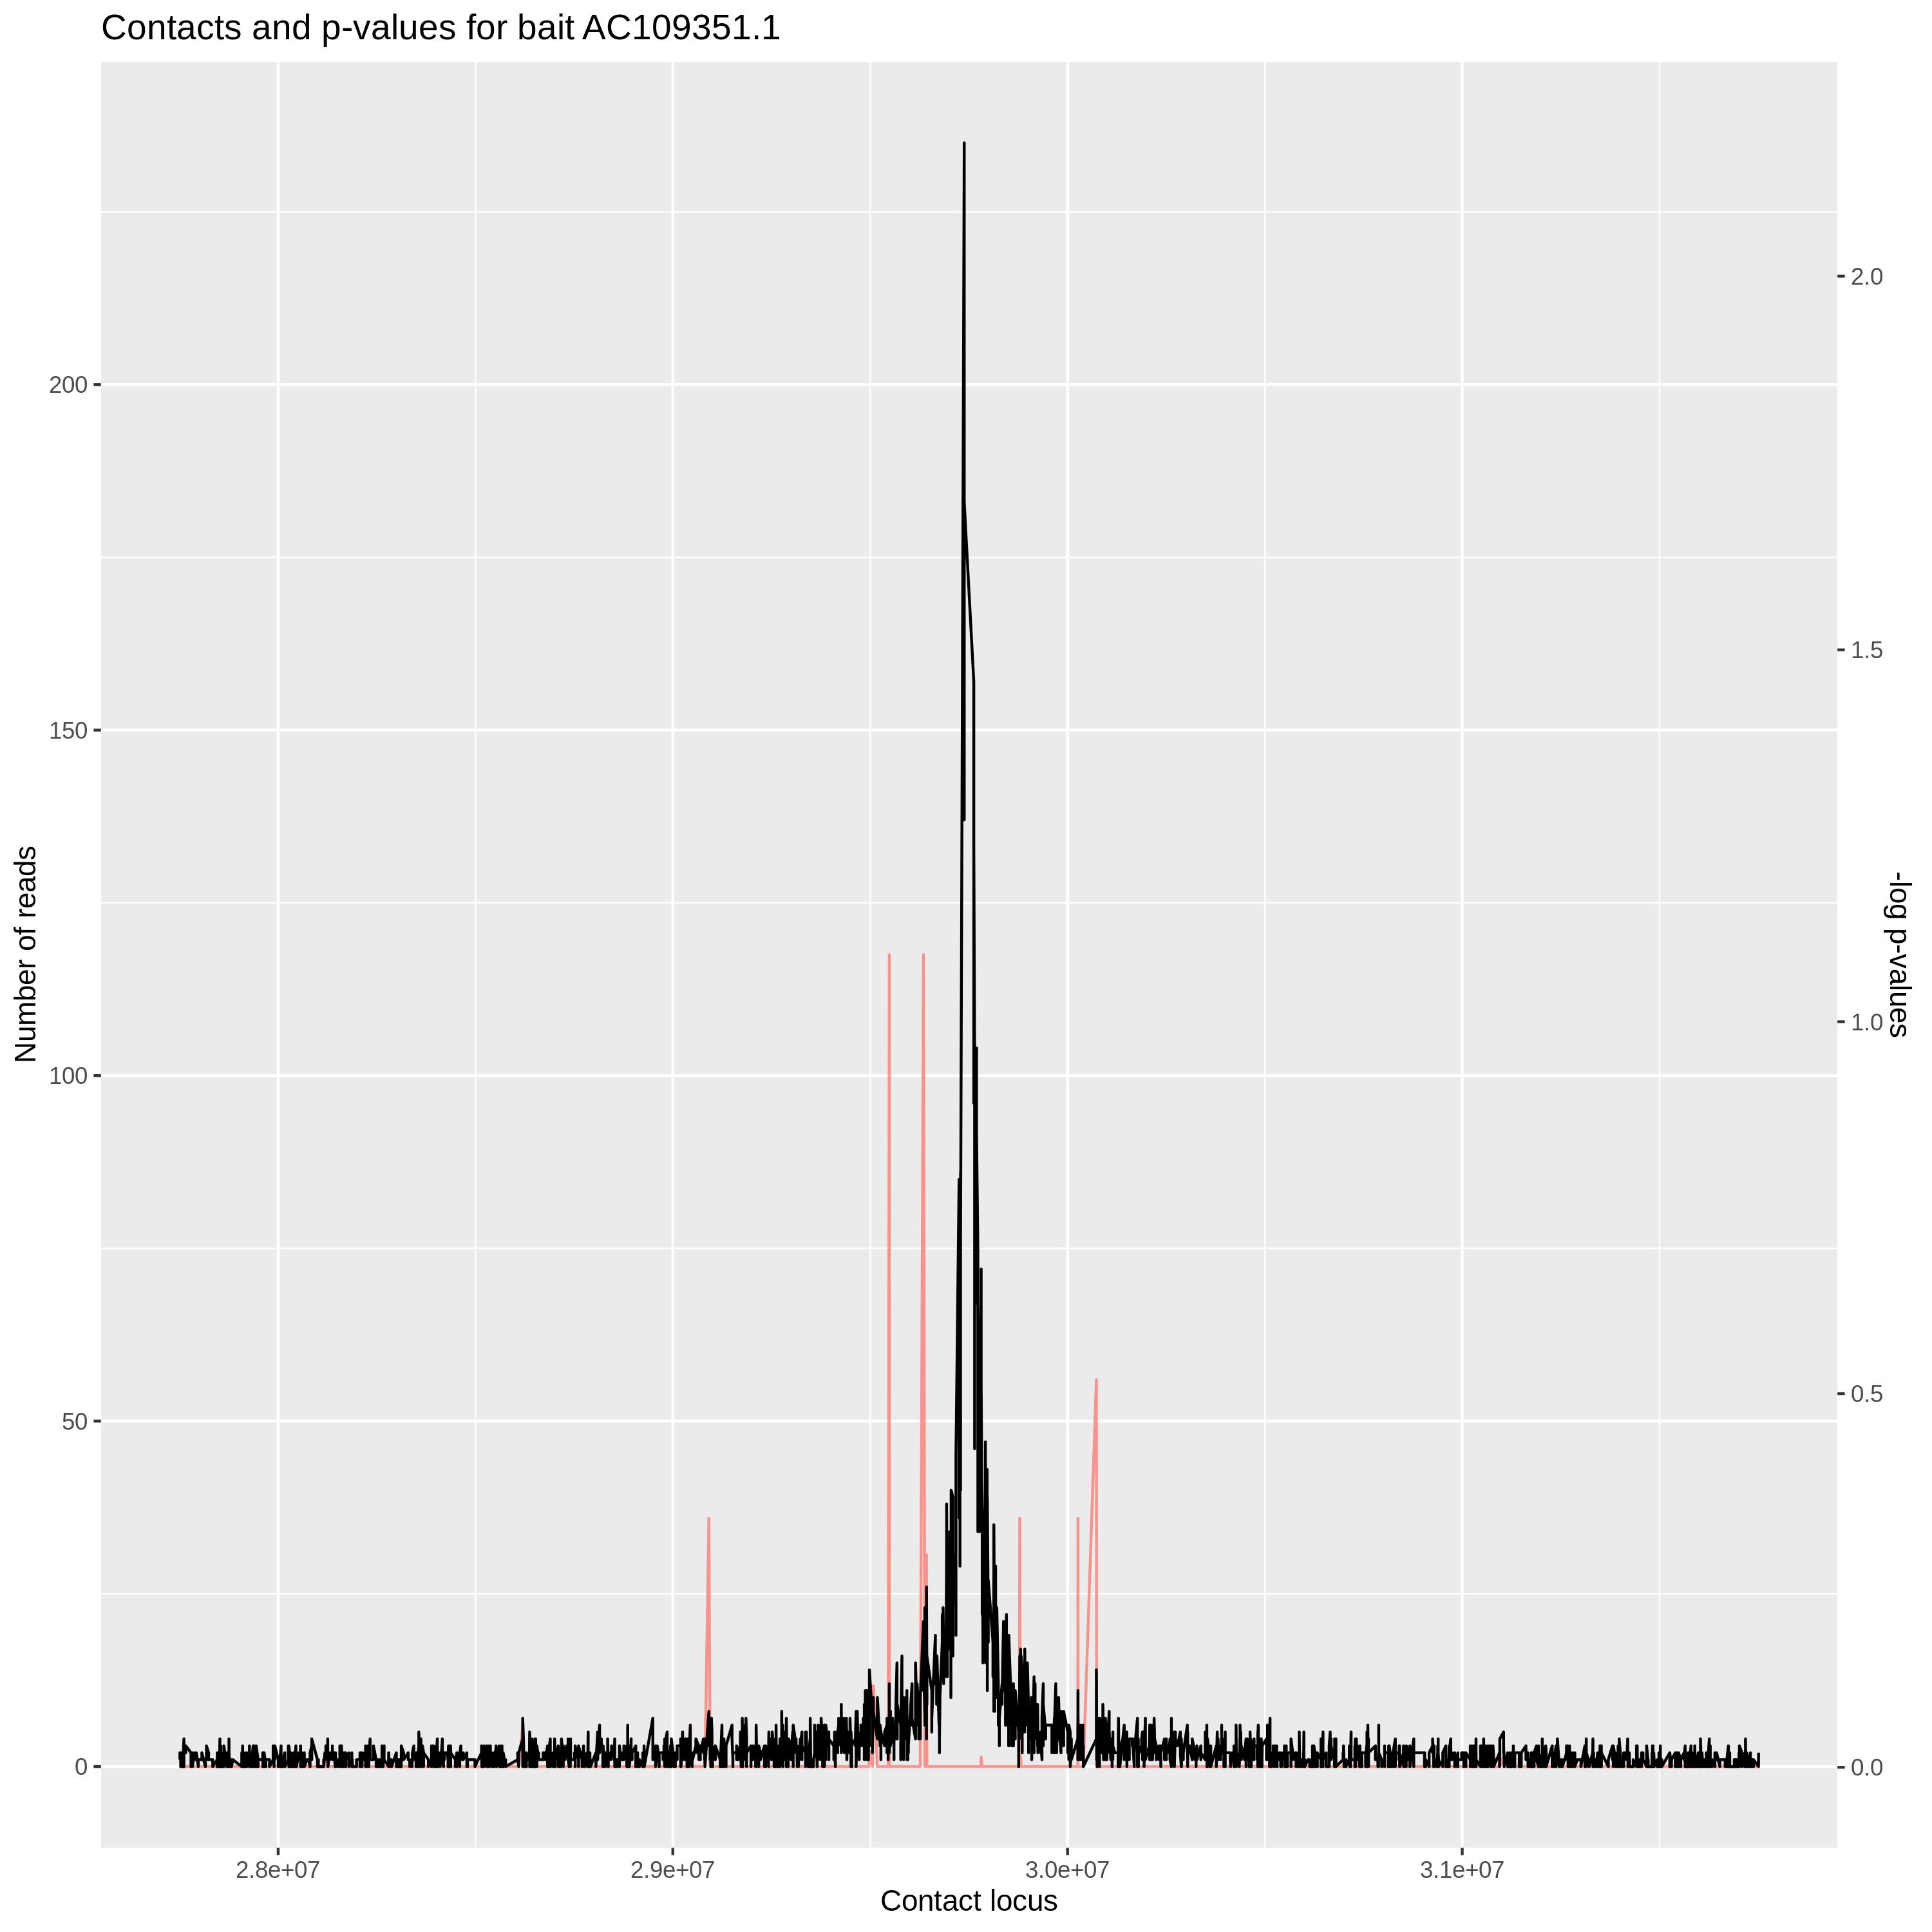 Contacts and p-values for bait AC109351.1
Number of reads
200
150
100
50
0
2.0
1.5
1.0
0.5
0.0
-log p-values
2.8e+07
2.9e+07
3.0e+07
3.1e+07
Contact locus